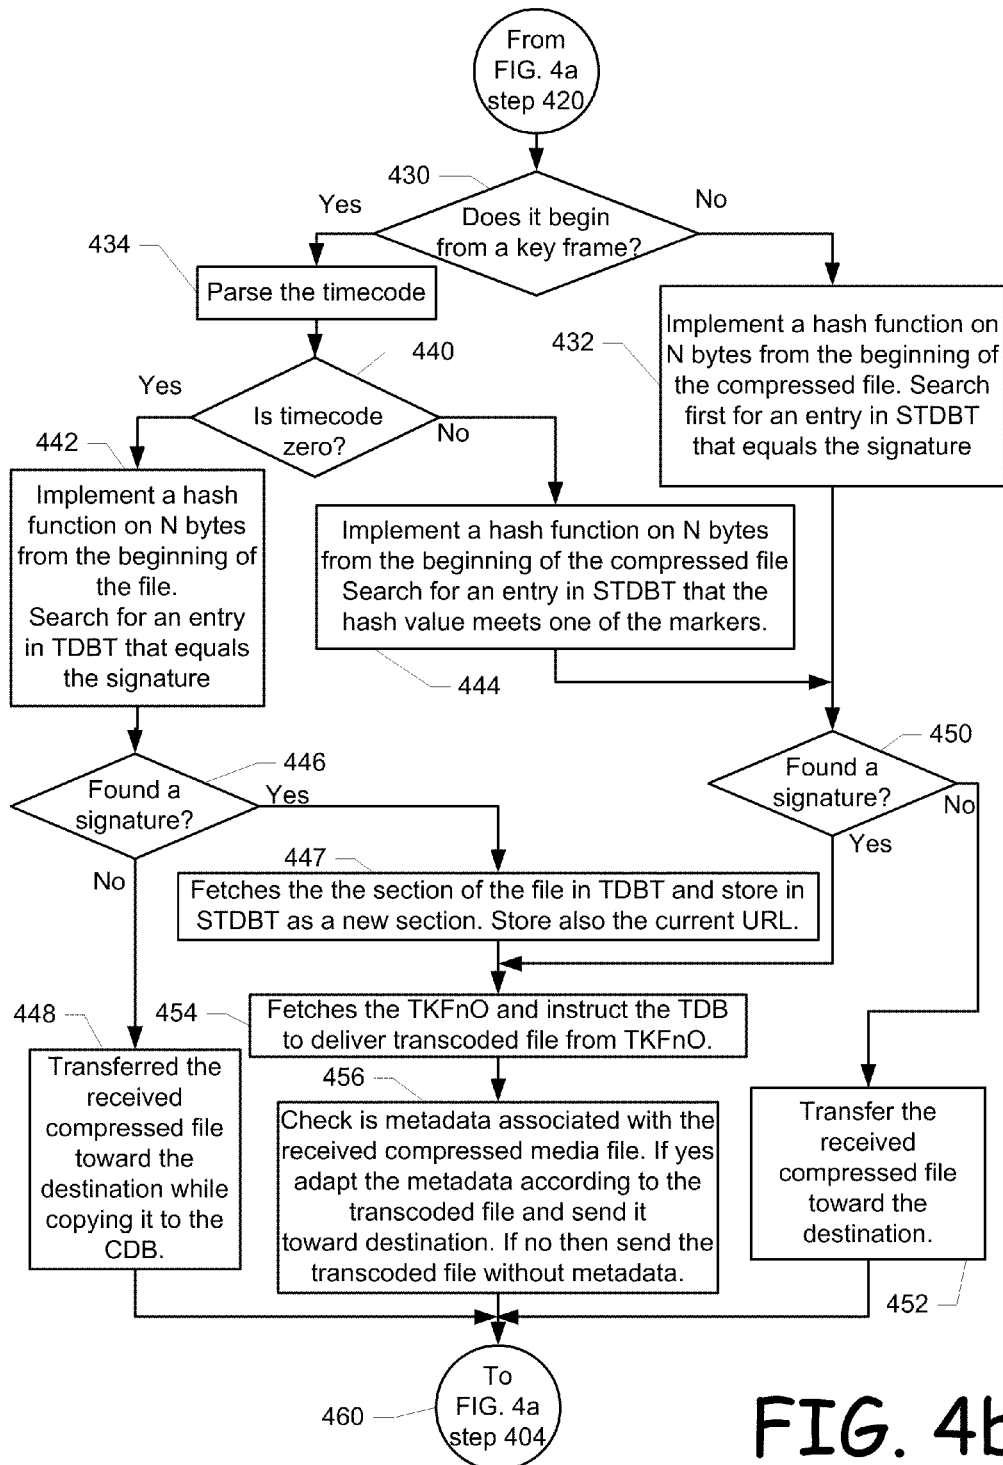 From
FIG. 4a
step 420
430
Yes
No
Does it begin
from a key frame?
434
Parse the timecode
432
Implement a hash function on
N bytes from the beginning of
the compressed file. Search
first for an entry in STDBT
that equals the signature
440
Yes
Is timecode
zero?
No
442
Implement a hash
function on N bytes
from the beginning of
the file.
Search for an entry
in TDBT that equals
the signature
Implement a hash function on N bytes
from the beginning of the compressed file
Search for an entry in STDBT that the
hash value meets one of the markers.
444
446
Found a
signature?
Yes
No
450
Found a
signature?
No
Yes
447
Fetches the the section of the file in TDBT and store in
STDBT as a new section. Store also the current URL.
448
Transferred the
received
compressed file
toward the
destination while
copying it to the
CDB.
454
Fetches the TKFnO and instruct the TDB
to deliver transcoded file from TKFnO.
456
Check is metadata associated with the
received compressed media file. If yes
adapt the metadata according to the
transcoded file and send it
toward destination. If no then send the
transcoded file without metadata.
Transfer the
received
compressed file
toward the
destination.
452
460
To
FIG. 4a
step 404
FIG. 4b